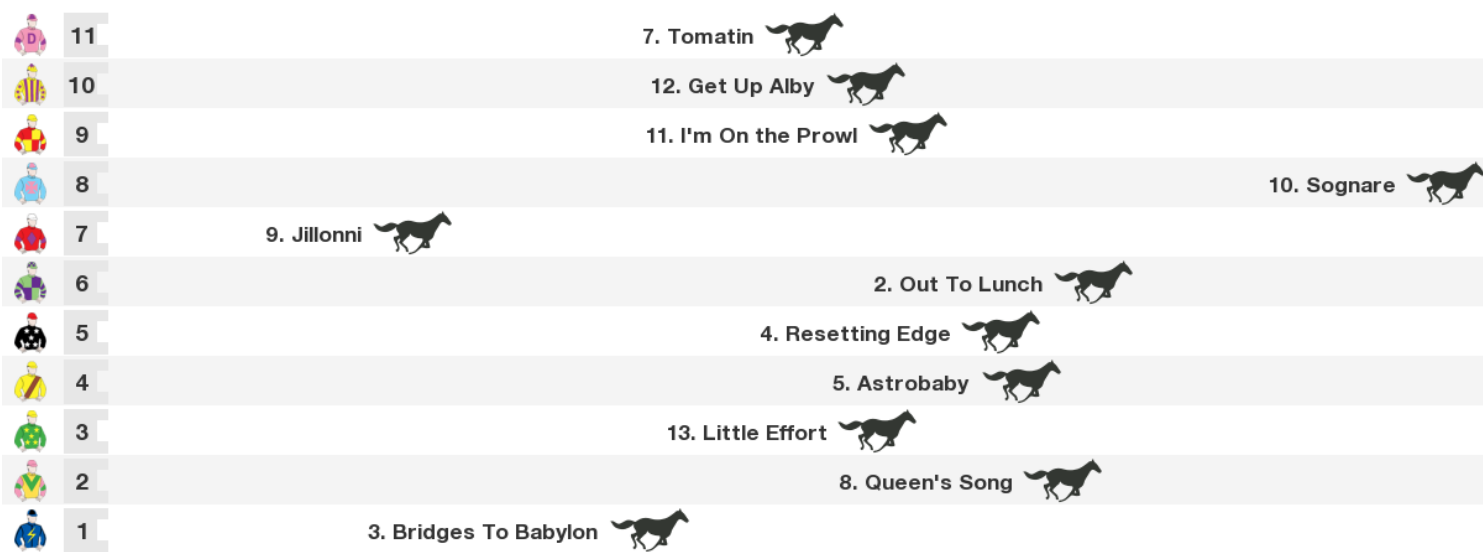 D 11 7. Tomatin
10 12. Get Up Alby
9 11. I'm On the Prowl
8 10. Sognare
7 9. Jillonni
6 2. Out To Lunch
5 4. Resetting Edge
4 5. Astrobaby
3 13. Little Effort
2 8. Queen's Song
1 3. Bridges To Babylon